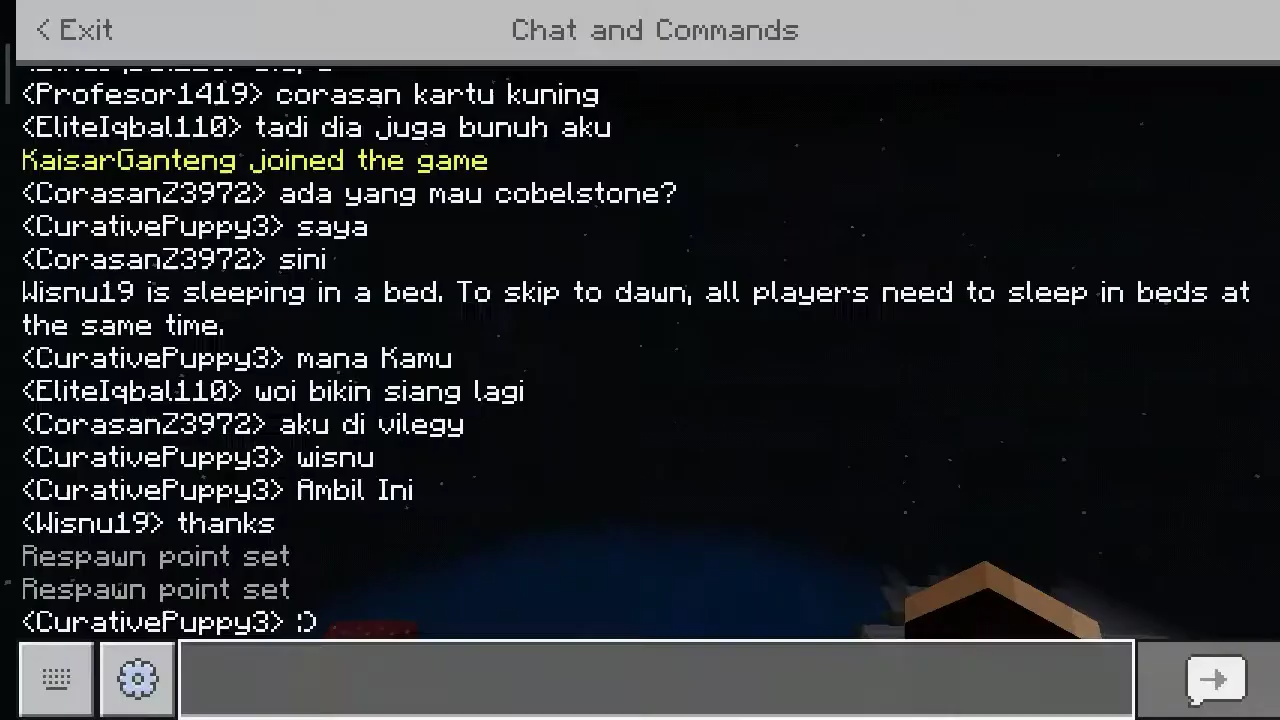 < Exit
Chat and Commands
<Profesor1419> corasan kartu kuning
<EliteIqbal110> tadi dia juga bunuh aku
KaisarGanteng joined the game
<CorasanZ3972> ada yang mau cobelstone?
<CurativePuppy3> saya
<CorasanZ3972> sini
Wisnu19 is sleeping in a bed. To skip to dawn, all players need to sleep in beds at
the same time.
<CurativePuppy3> mana Kamu
<EliteIqbal110> woi bikin siang lagi
<CorasanZ3972> aku di vilegy
<CurativePuppy3> wisnu
<CurativePuppy3> Ambil Ini
<Wisnu19> thanks
Respawn point set
Respawn point set
<CurativePuppy3> :)